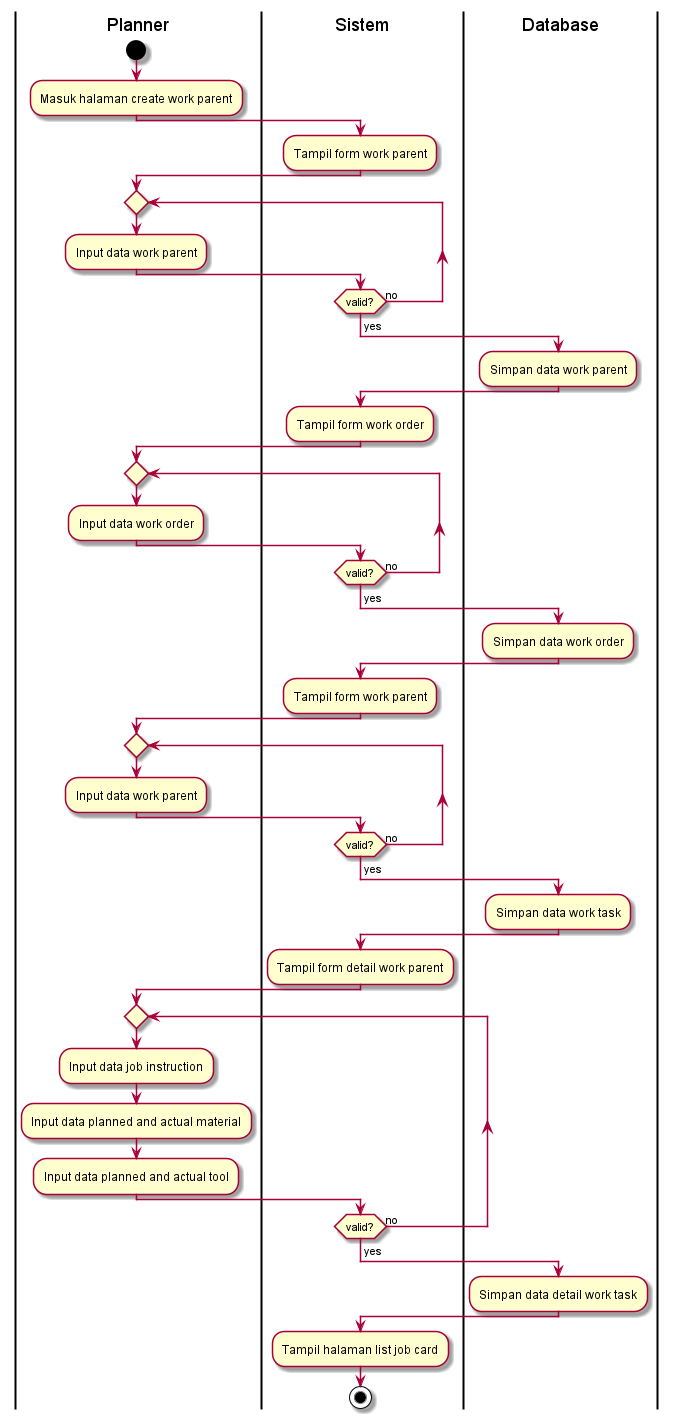 Planner
Sistem
Database
Masuk halaman create work parent
Tampil form work parent
Input data work parent
valid?
no
yes
Simpan data work parent
Tampil form work order
Input data work order
valid?
no
yes
Simpan data work order
Tampil form work parent
Input data work parent
valid?
no
yes
Simpan data work task
Tampil form detail work parent
Input data job instruction
Input data planned and actual material
Input data planned and actual tool
valid?
no
yes
Simpan data detail work task
Tampil halaman list job card